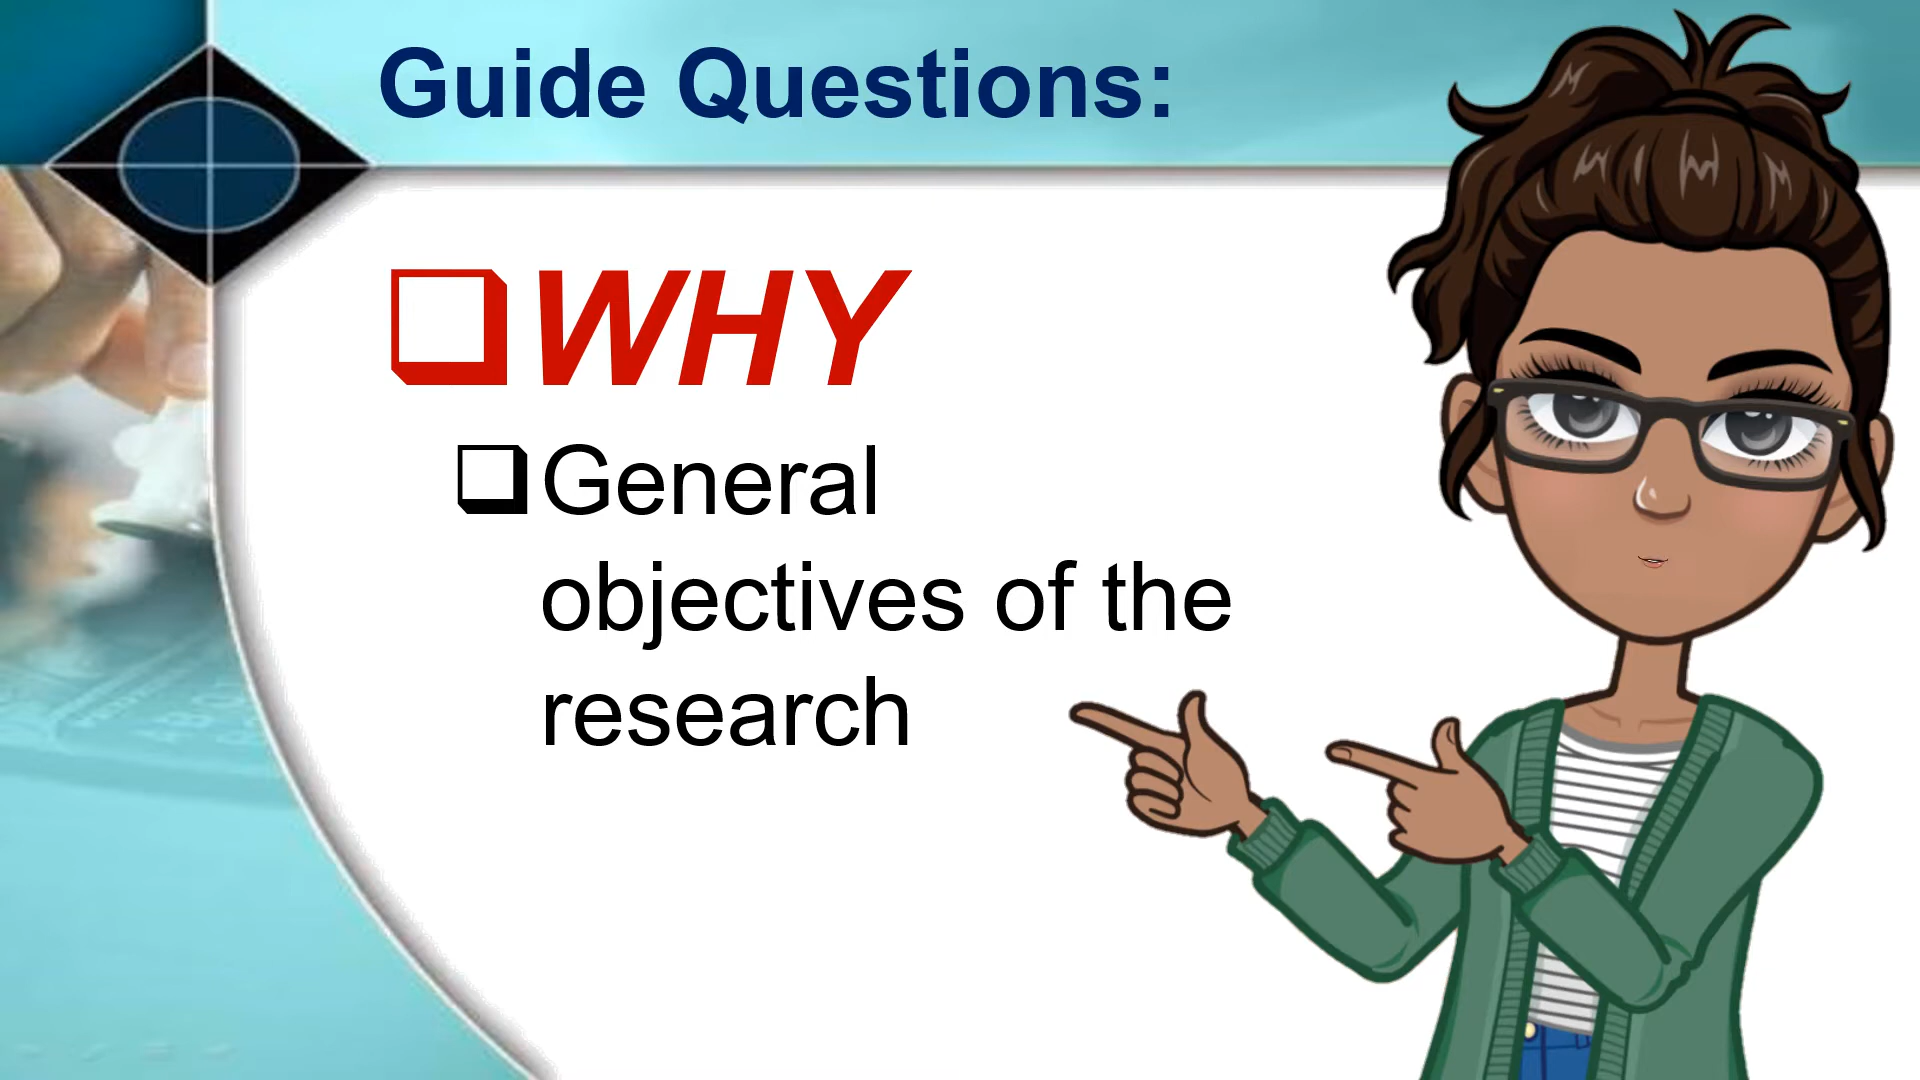 Guide Questions:
WHY
General
objectives of the
research